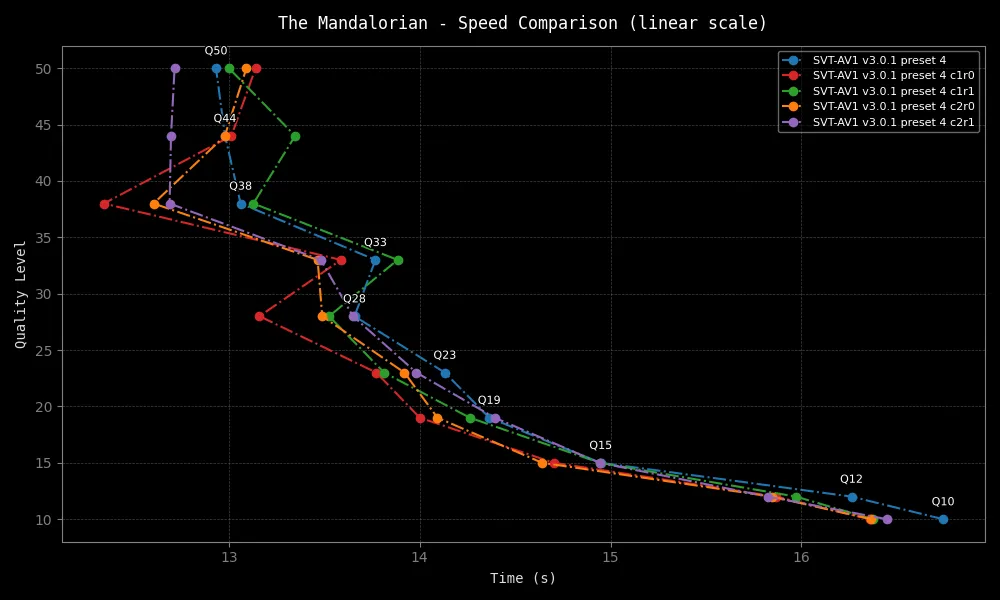 The Mandalorian - Speed Comparison (linear scale)
SVT-AV1 v3.0.1 preset 4
SVT-AV1 v3.0.1 preset 4 c1r0
SVT-AV1 v3.0.1 preset 4 c1r1
SVT-AV1 v3.0.1 preset 4 c2r0
SVT-AV1 v3.0.1 preset 4 c2r1
Q50
Q44
Q38
Q33
Q28
Q23
Q19
Q15
Q12
Q10
Quality Level
50
45
40
35
30
25
20
15
10
13
14
15
16
Time (s)